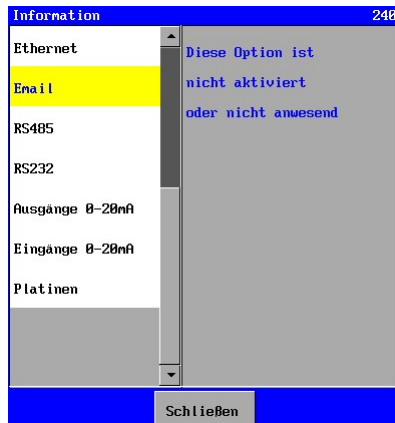 Information 240
Ethernet
Email
RS485
RS232
Ausgänge 0-20mA
Eingänge 0-20mA
Platinen
Diese Option ist
nicht aktiviert
oder nicht anwesend
Schließen